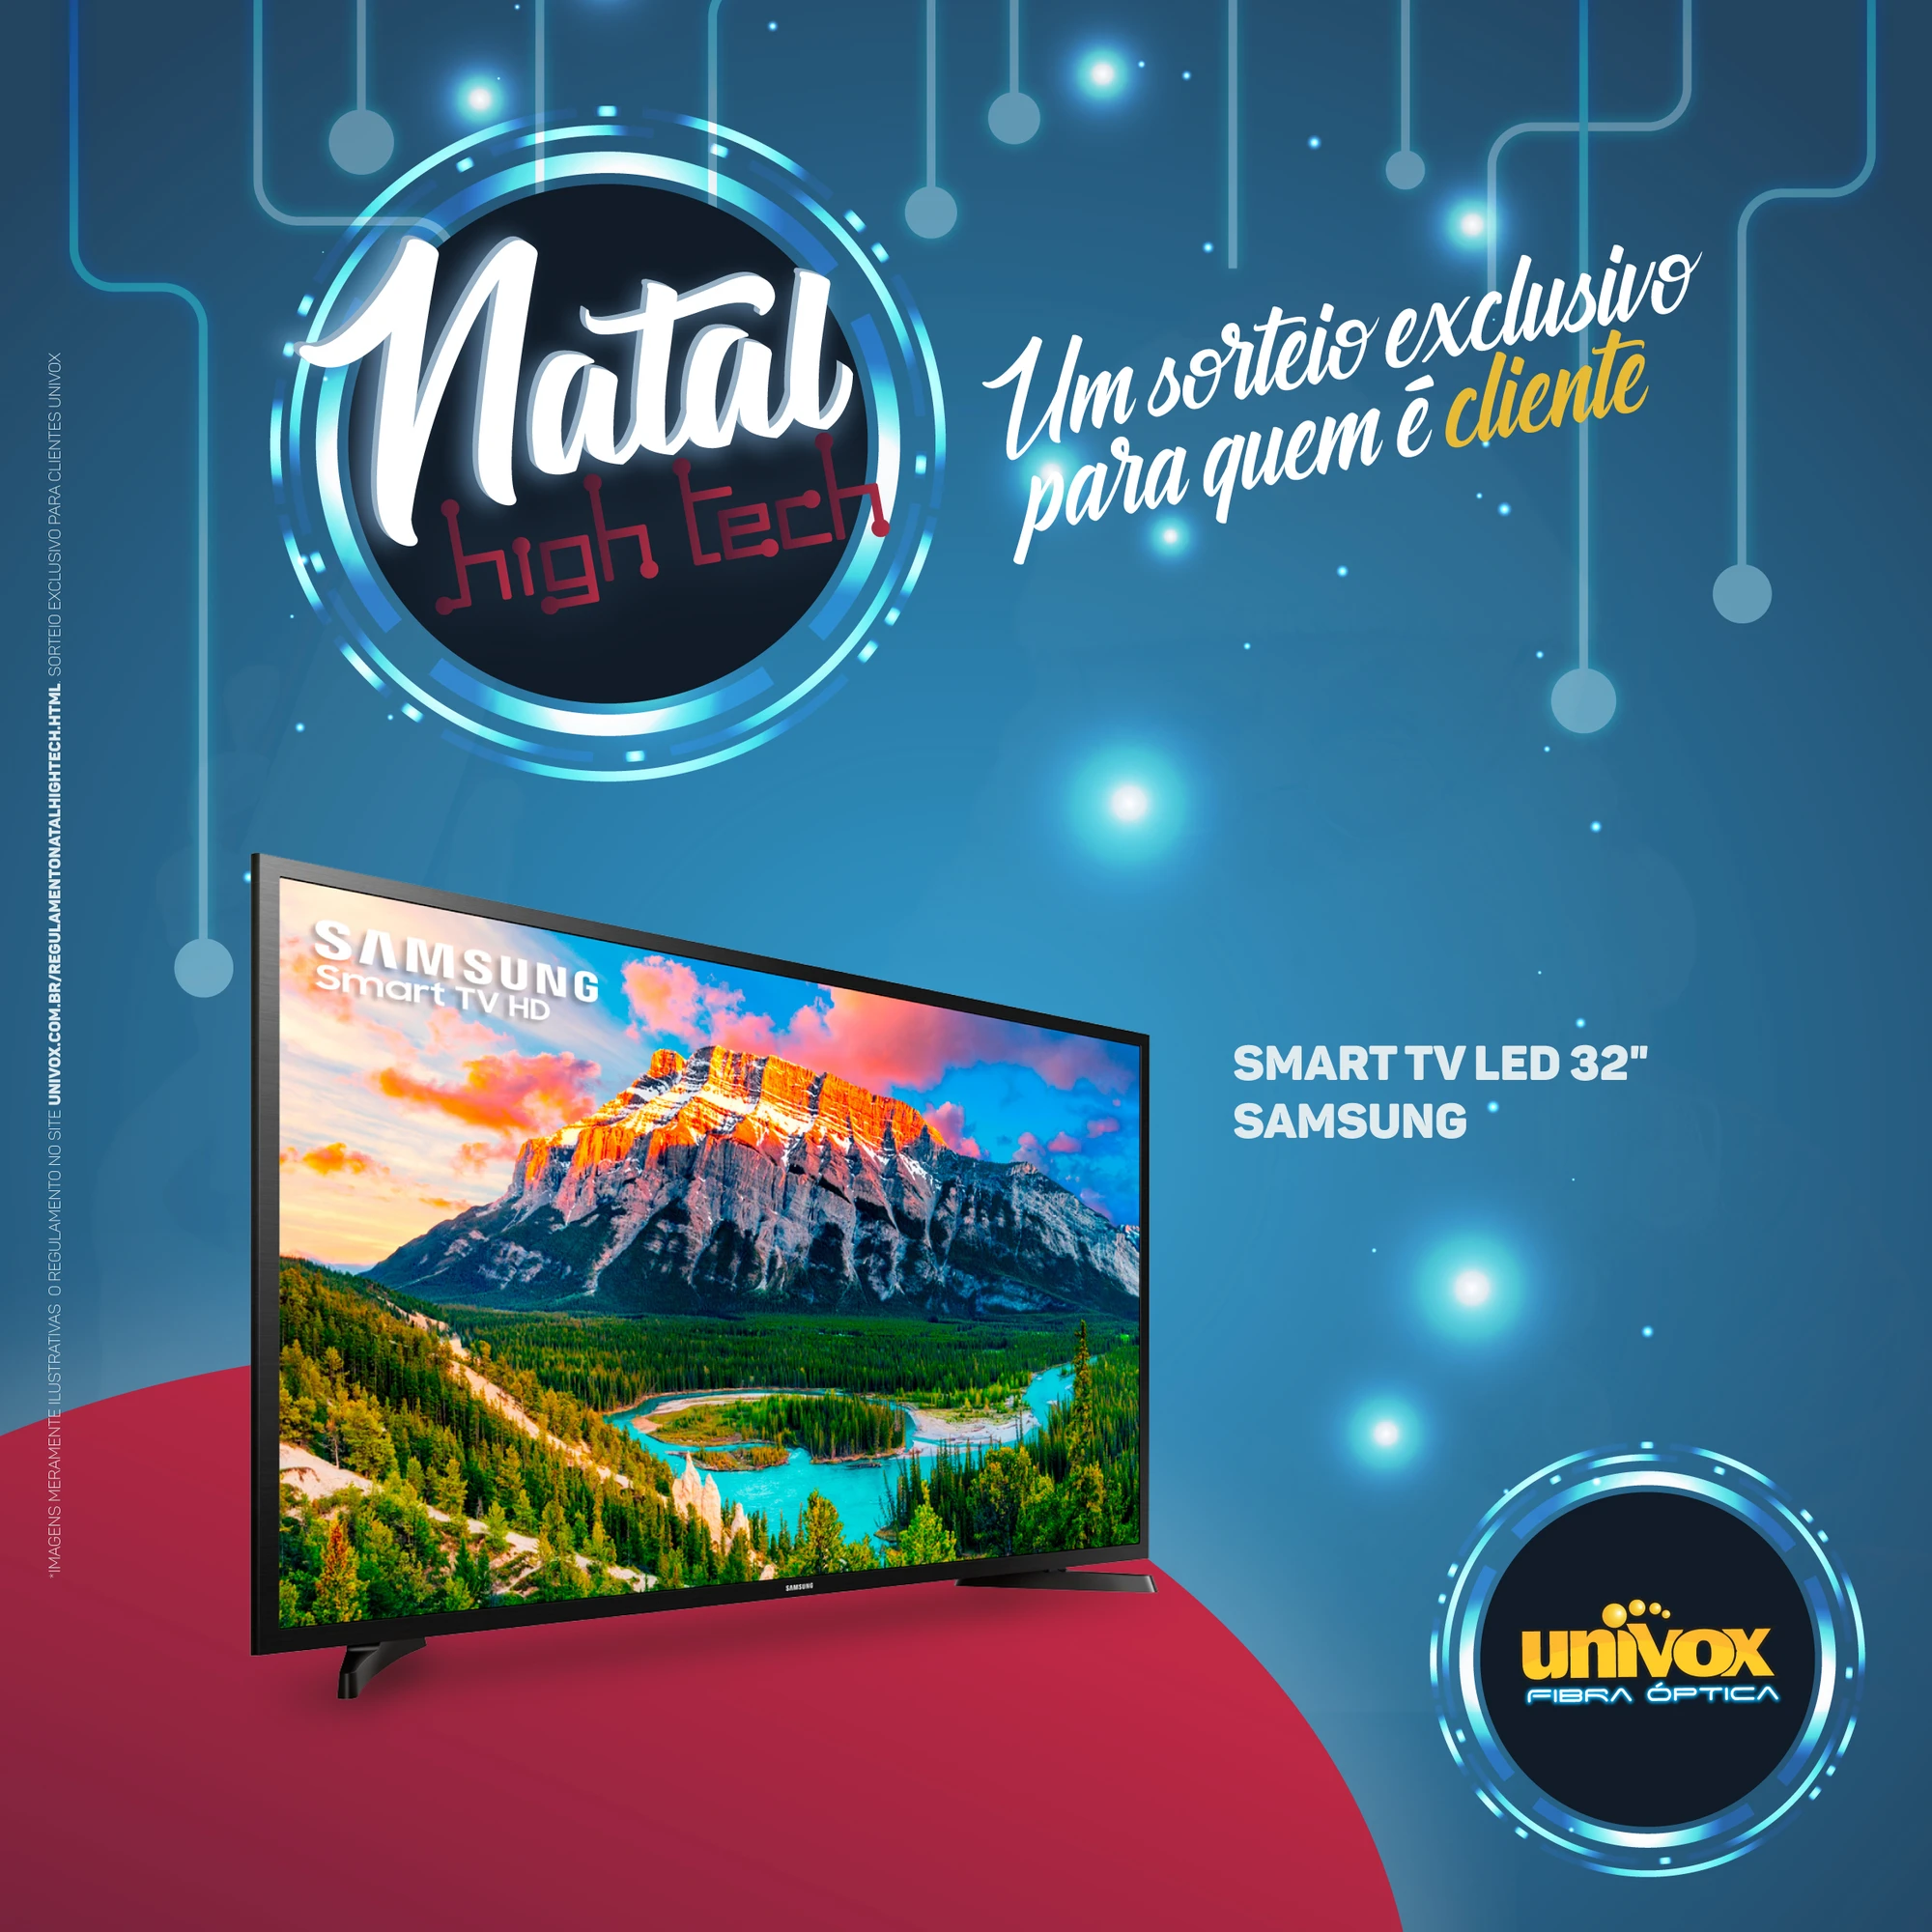 Natal
high tech
Um sorteio exclusivo
para quem é cliente
SAMSUNG
Smart TV HD
SMART TV LED 32"
SAMSUNG
SAMSUNG
univox
FIBRA ÓPTICA
*IMAGENS MERAMENTE ILUSTRATIVAS O REGULAMENTO NO SITE UNIVOX.COM.BR/REGULAMENTONATALHIGHTECH.HTML. SORTEIO EXCLUSIVO PARA CLIENTES UNIVOX